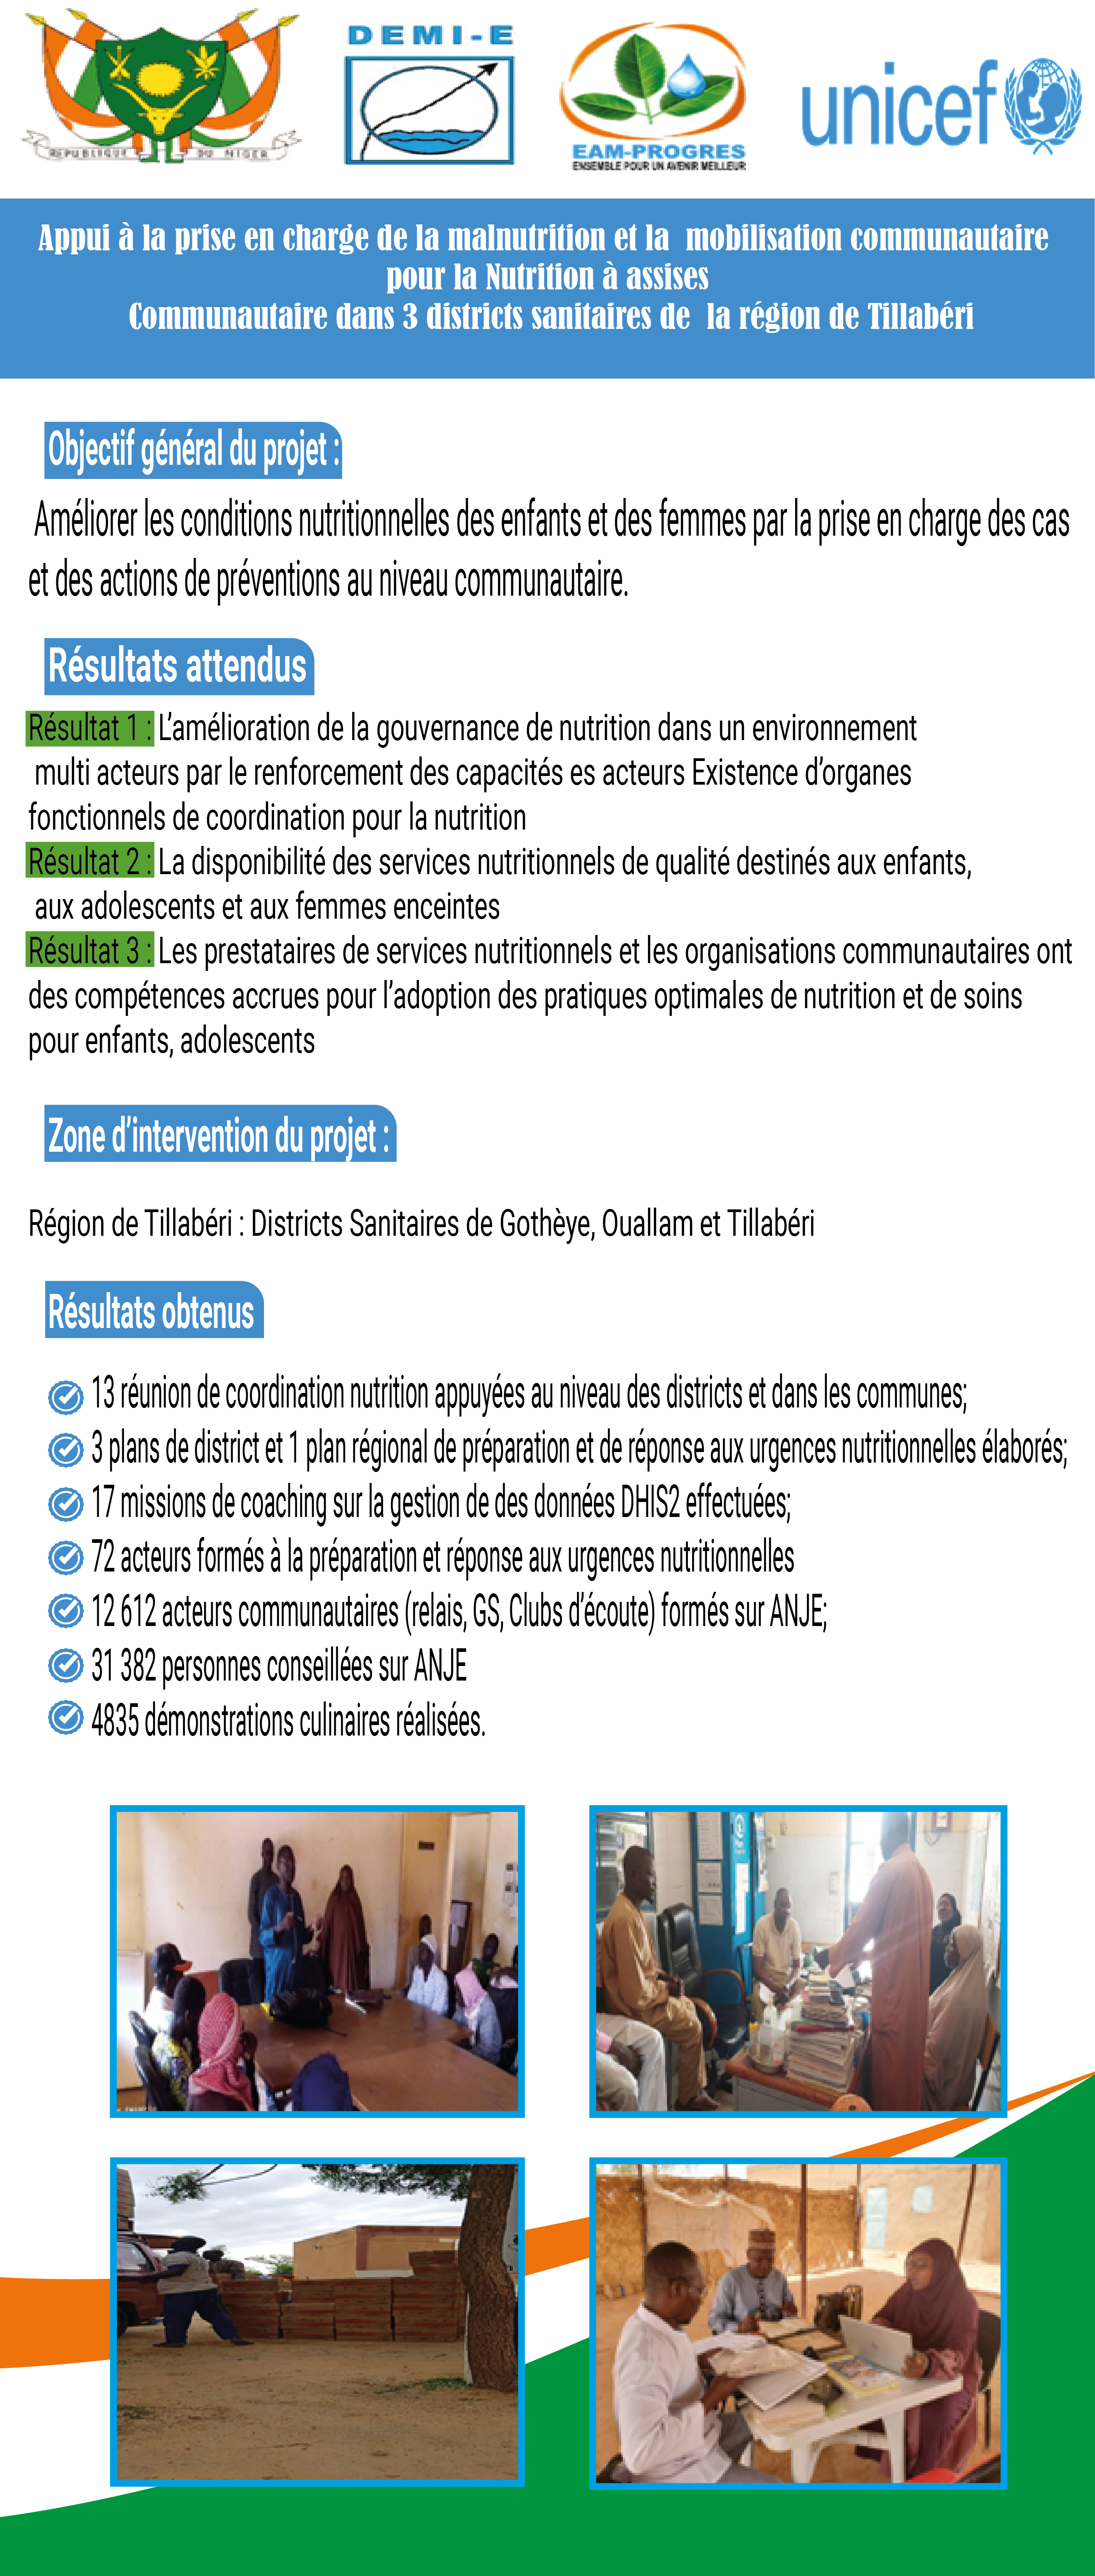 REPUBLIQUE DU NIGER
DEMI-E
EAM-PROGRES
ENSEMBLE POUR UN AVENIR MEILLEUR
unicef
Appui à la prise en charge de la malnutrition et la mobilisation communautaire
pour la Nutrition à assises
Communautaire dans 3 districts sanitaires de la région de Tillabéri
Objectif général du projet :
Améliorer les conditions nutritionnelles des enfants et des femmes par la prise en charge des cas
et des actions de préventions au niveau communautaire.
Résultats attendus
Résultat 1 : L'amélioration de la gouvernance de nutrition dans un environnement
multi acteurs par le renforcement des capacités es acteurs Existence d'organes
fonctionnels de coordination pour la nutrition
Résultat 2 : La disponibilité des services nutritionnels de qualité destinés aux enfants,
aux adolescents et aux femmes enceintes
Résultat 3 : Les prestataires de services nutritionnels et les organisations communautaires ont
des compétences accrues pour l'adoption des pratiques optimales de nutrition et de soins
pour enfants, adolescents
Zone d'intervention du projet :
Région de Tillabéri : Districts Sanitaires de Gothèye, Ouallam et Tillabéri
Résultats obtenus
13 réunion de coordination nutrition appuyées au niveau des districts et dans les communes;
3 plans de district et 1 plan régional de préparation et de réponse aux urgences nutritionnelles élaborés;
17 missions de coaching sur la gestion de des données DHIS2 effectuées;
72 acteurs formés à la préparation et réponse aux urgences nutritionnelles
12 612 acteurs communautaires (relais, GS, Clubs d'écoute) formés sur ANJE;
31 382 personnes conseillées sur ANJE
4835 démonstrations culinaires réalisées.